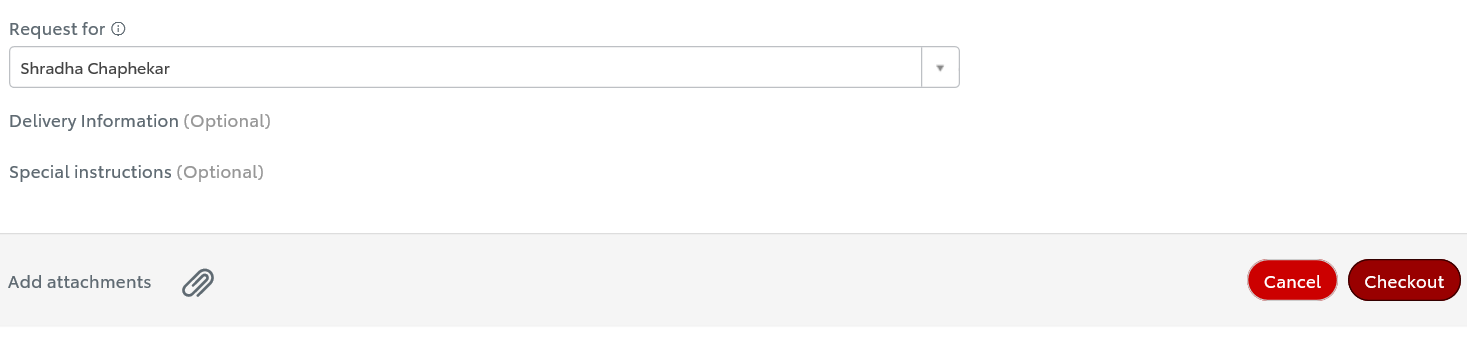 Request for
Shradha Chaphekar
Delivery Information (Optional)
Special instructions (Optional)
Add attachments
Cancel
Checkout